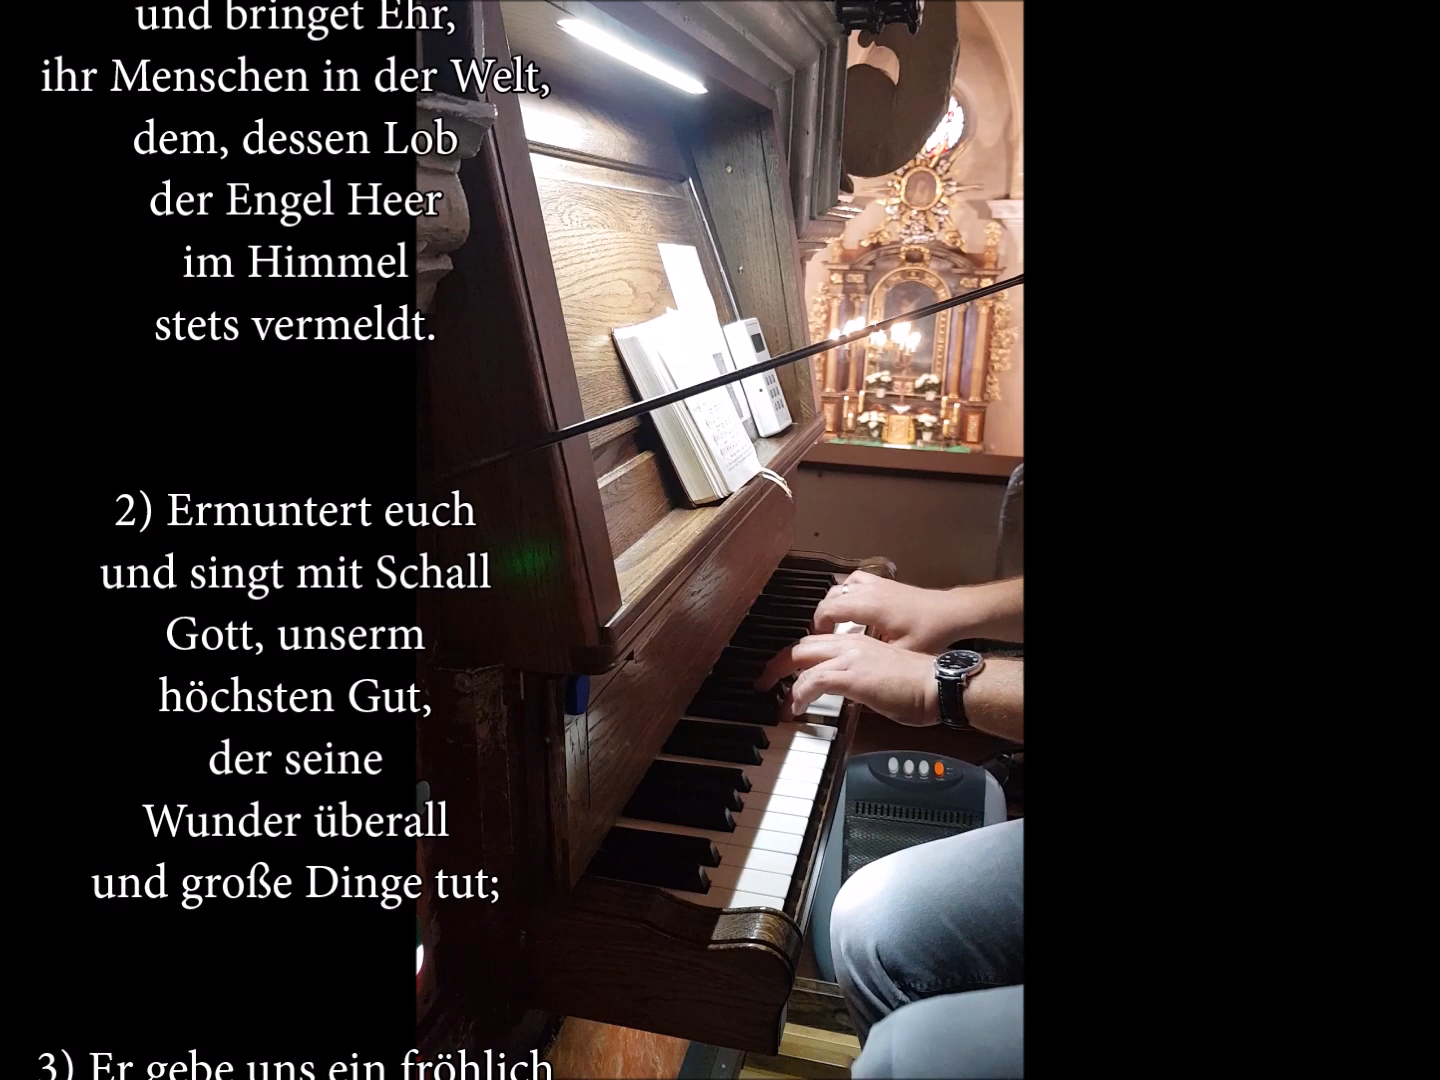 und bringet Ehr,
ihr Menschen in der Welt,
dem, dessen Lob
der Engel Heer
im Himmel
stets vermeldt.
2) Ermuntert euch
und singt mit Schall
Gott, unserm
höchsten Gut,
der seine
Wunder überall
und große Dinge tut;
3) Er gebe uns ein fröhlich